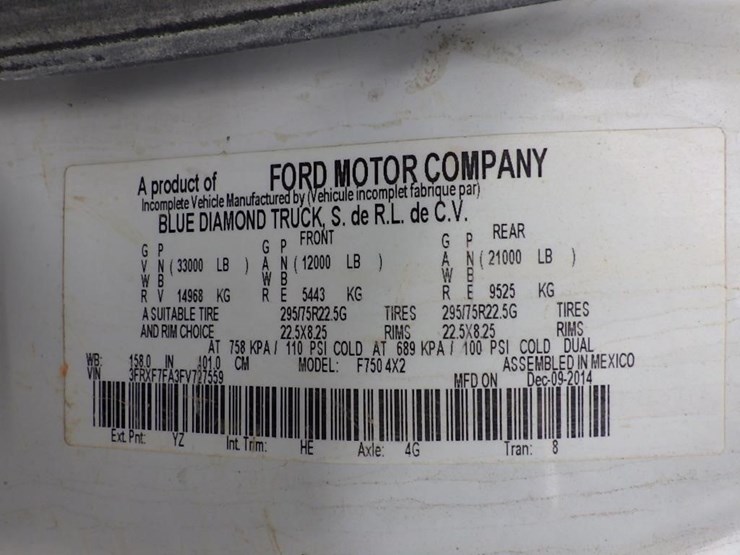 A product of FORD MOTOR COMPANY
Incomplete Vehicle Manufactured by (Vehicule incomplet fabrique par)
BLUE DIAMOND TRUCK, S. de R.L. de C.V.
FRONT REAR
G P G P G P
V N ( 33000 LB ) A N ( 12000 LB ) A N ( 21000 LB )
W B W B W B
R V 14968 KG R E 5443 KG R E 9525 KG
A SUITABLE TIRE 295/75R22.5G TIRES 295/75R22.5G TIRES
AND RIM CHOICE 22.5X8.25 RIMS 22.5X8.25 RIMS
AT 758 KPA / 110 PSI COLD AT 689 KPA / 100 PSI COLD DUAL
WB: 158.0 IN 401.0 CM MODEL: F750 4X2 ASSEMBLED IN MEXICO
VIN 3FRXF7FA3FV727559 MFD ON Dec-09-2014
Ext. Pnt: YZ Int. Trim: HE Axle: 4G Tran: 8